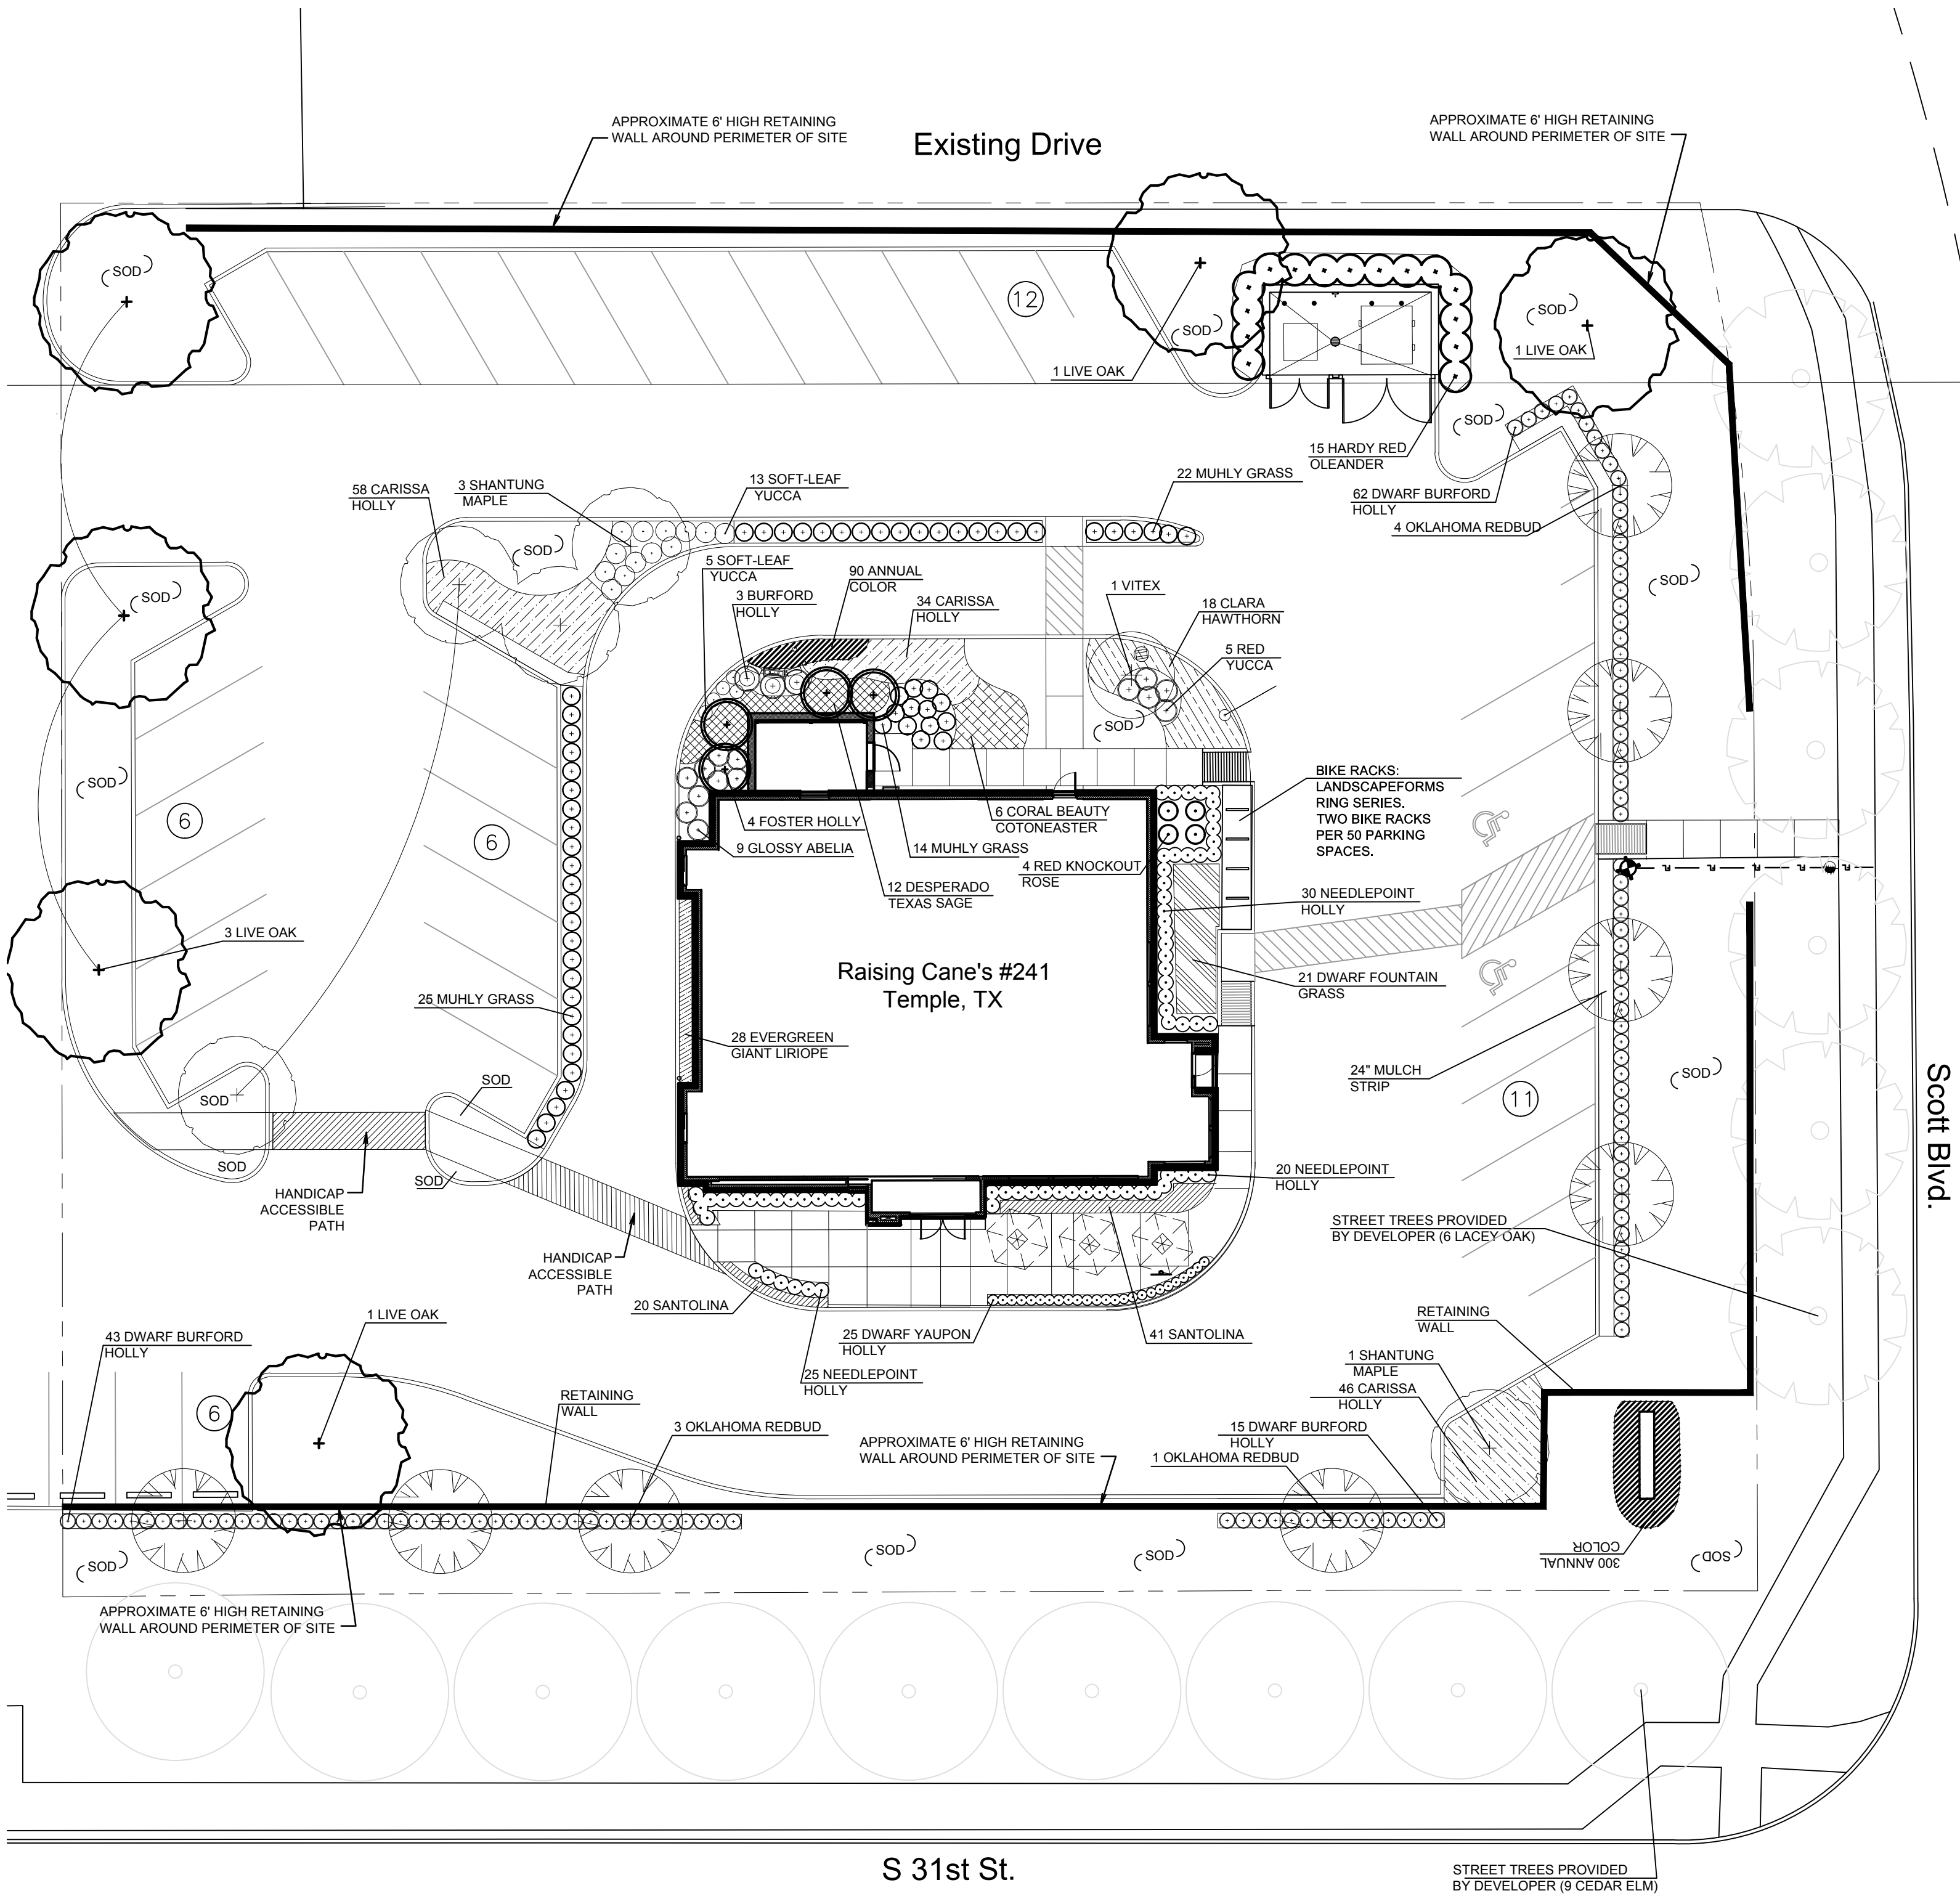 APPROXIMATE 6' HIGH RETAINING
WALL AROUND PERIMETER OF SITE
Existing Drive
APPROXIMATE 6' HIGH RETAINING
WALL AROUND PERIMETER OF SITE
SOD
12
SOD
1 LIVE OAK
SOD
1 LIVE OAK
15 HARDY RED
OLEANDER
SOD
62 DWARF BURFORD
HOLLY
4 OKLAHOMA REDBUD
58 CARISSA
HOLLY
3 SHANTUNG
MAPLE
13 SOFT-LEAF
YUCCA
22 MUHLY GRASS
SOD
5 SOFT-LEAF
YUCCA
90 ANNUAL
COLOR
3 BURFORD
HOLLY
34 CARISSA
HOLLY
1 VITEX
18 CLARA
HAWTHORN
5 RED
YUCCA
SOD
SOD
SOD
SOD
6
6
4 FOSTER HOLLY
9 GLOSSY ABELIA
6 CORAL BEAUTY
COTONEASTER
14 MUHLY GRASS
12 DESPERADO
TEXAS SAGE
4 RED KNOCKOUT
ROSE
BIKE RACKS:
LANDSCAPEFORMS
RING SERIES.
TWO BIKE RACKS
PER 50 PARKING
SPACES.
30 NEEDLEPOINT
HOLLY
3 LIVE OAK
Raising Cane's #241
Temple, TX
21 DWARF FOUNTAIN
GRASS
25 MUHLY GRASS
28 EVERGREEN
GIANT LIRIOPE
24" MULCH
STRIP
11
SOD
SOD
SOD
SOD
SOD
HANDICAP
ACCESSIBLE
PATH
HANDICAP
ACCESSIBLE
PATH
20 NEEDLEPOINT
HOLLY
STREET TREES PROVIDED
BY DEVELOPER (6 LACEY OAK)
Scott Blvd.
20 SANTOLINA
25 DWARF YAUPON
HOLLY
41 SANTOLINA
25 NEEDLEPOINT
HOLLY
RETAINING
WALL
1 SHANTUNG
MAPLE
46 CARISSA
HOLLY
15 DWARF BURFORD
HOLLY
1 OKLAHOMA REDBUD
43 DWARF BURFORD
HOLLY
1 LIVE OAK
6
RETAINING
WALL
3 OKLAHOMA REDBUD
APPROXIMATE 6' HIGH RETAINING
WALL AROUND PERIMETER OF SITE
SOD
SOD
SOD
300 ANNUAL
COLOR
SOD
APPROXIMATE 6' HIGH RETAINING
WALL AROUND PERIMETER OF SITE
S 31st St.
STREET TREES PROVIDED
BY DEVELOPER (9 CEDAR ELM)